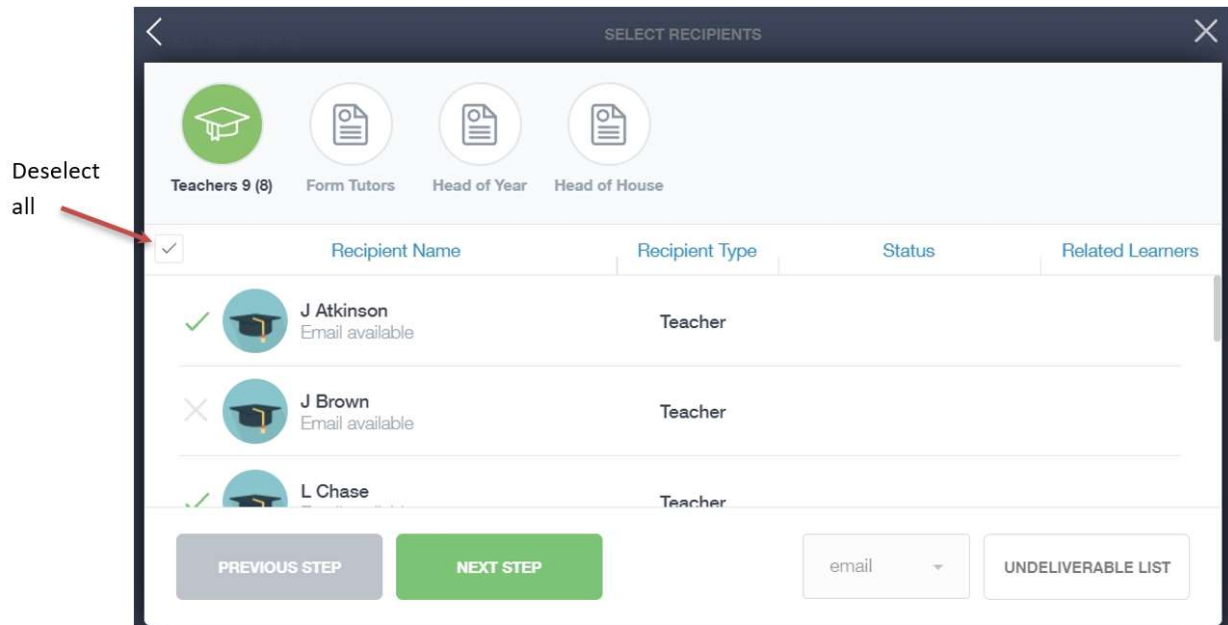 SELECT RECIPIENTS
Deselect
all
Teachers 9 (8)
Form Tutors
Head of Year
Head of House
Recipient Name
Recipient Type
Status
Related Learners
J Atkinson
Email available
Teacher
J Brown
Email available
Teacher
L Chase
Teacher
PREVIOUS STEP
NEXT STEP
email
UNDELIVERABLE LIST